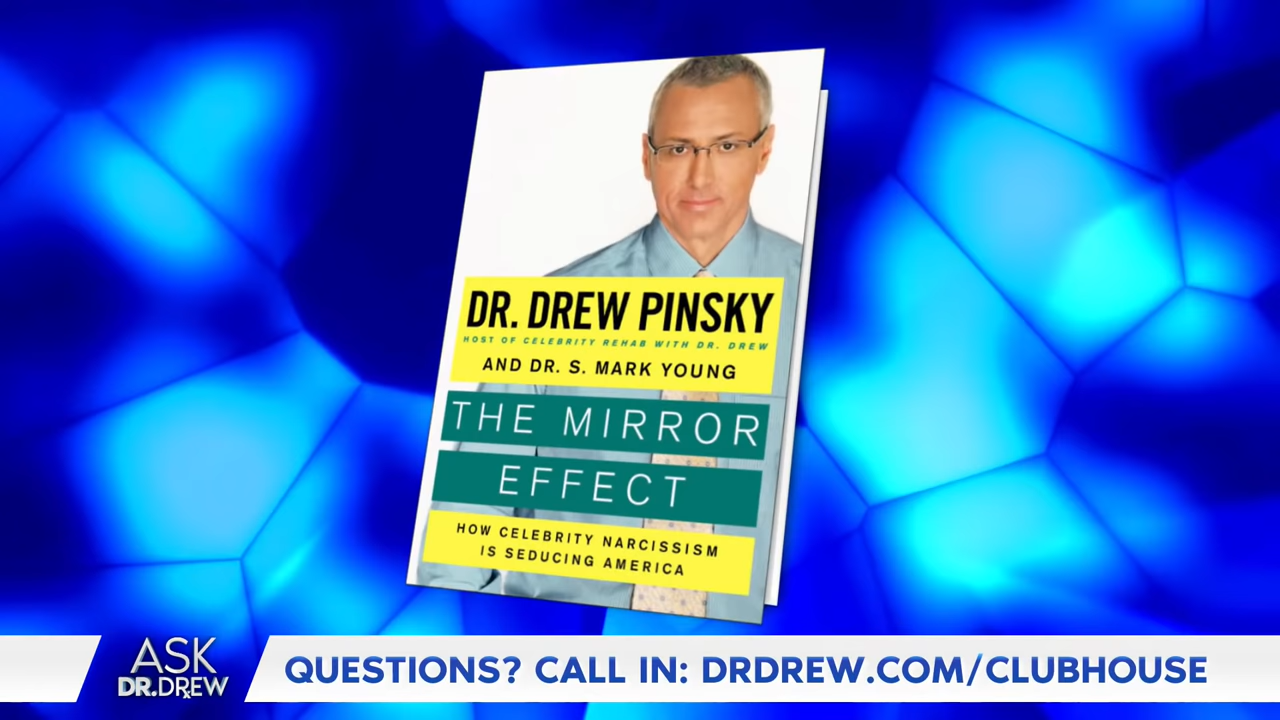 DR. DREW PINSKY
HOST OF CELEBRITY REHAB WITH DR. DREW
AND DR. S. MARK YOUNG
THE MIRROR
EFFECT
HOW CELEBRITY NARCISSISM
IS SEDUCING AMERICA
ASK
DR.DREW
QUESTIONS? CALL IN: DRDREW.COM/CLUBHOUSE